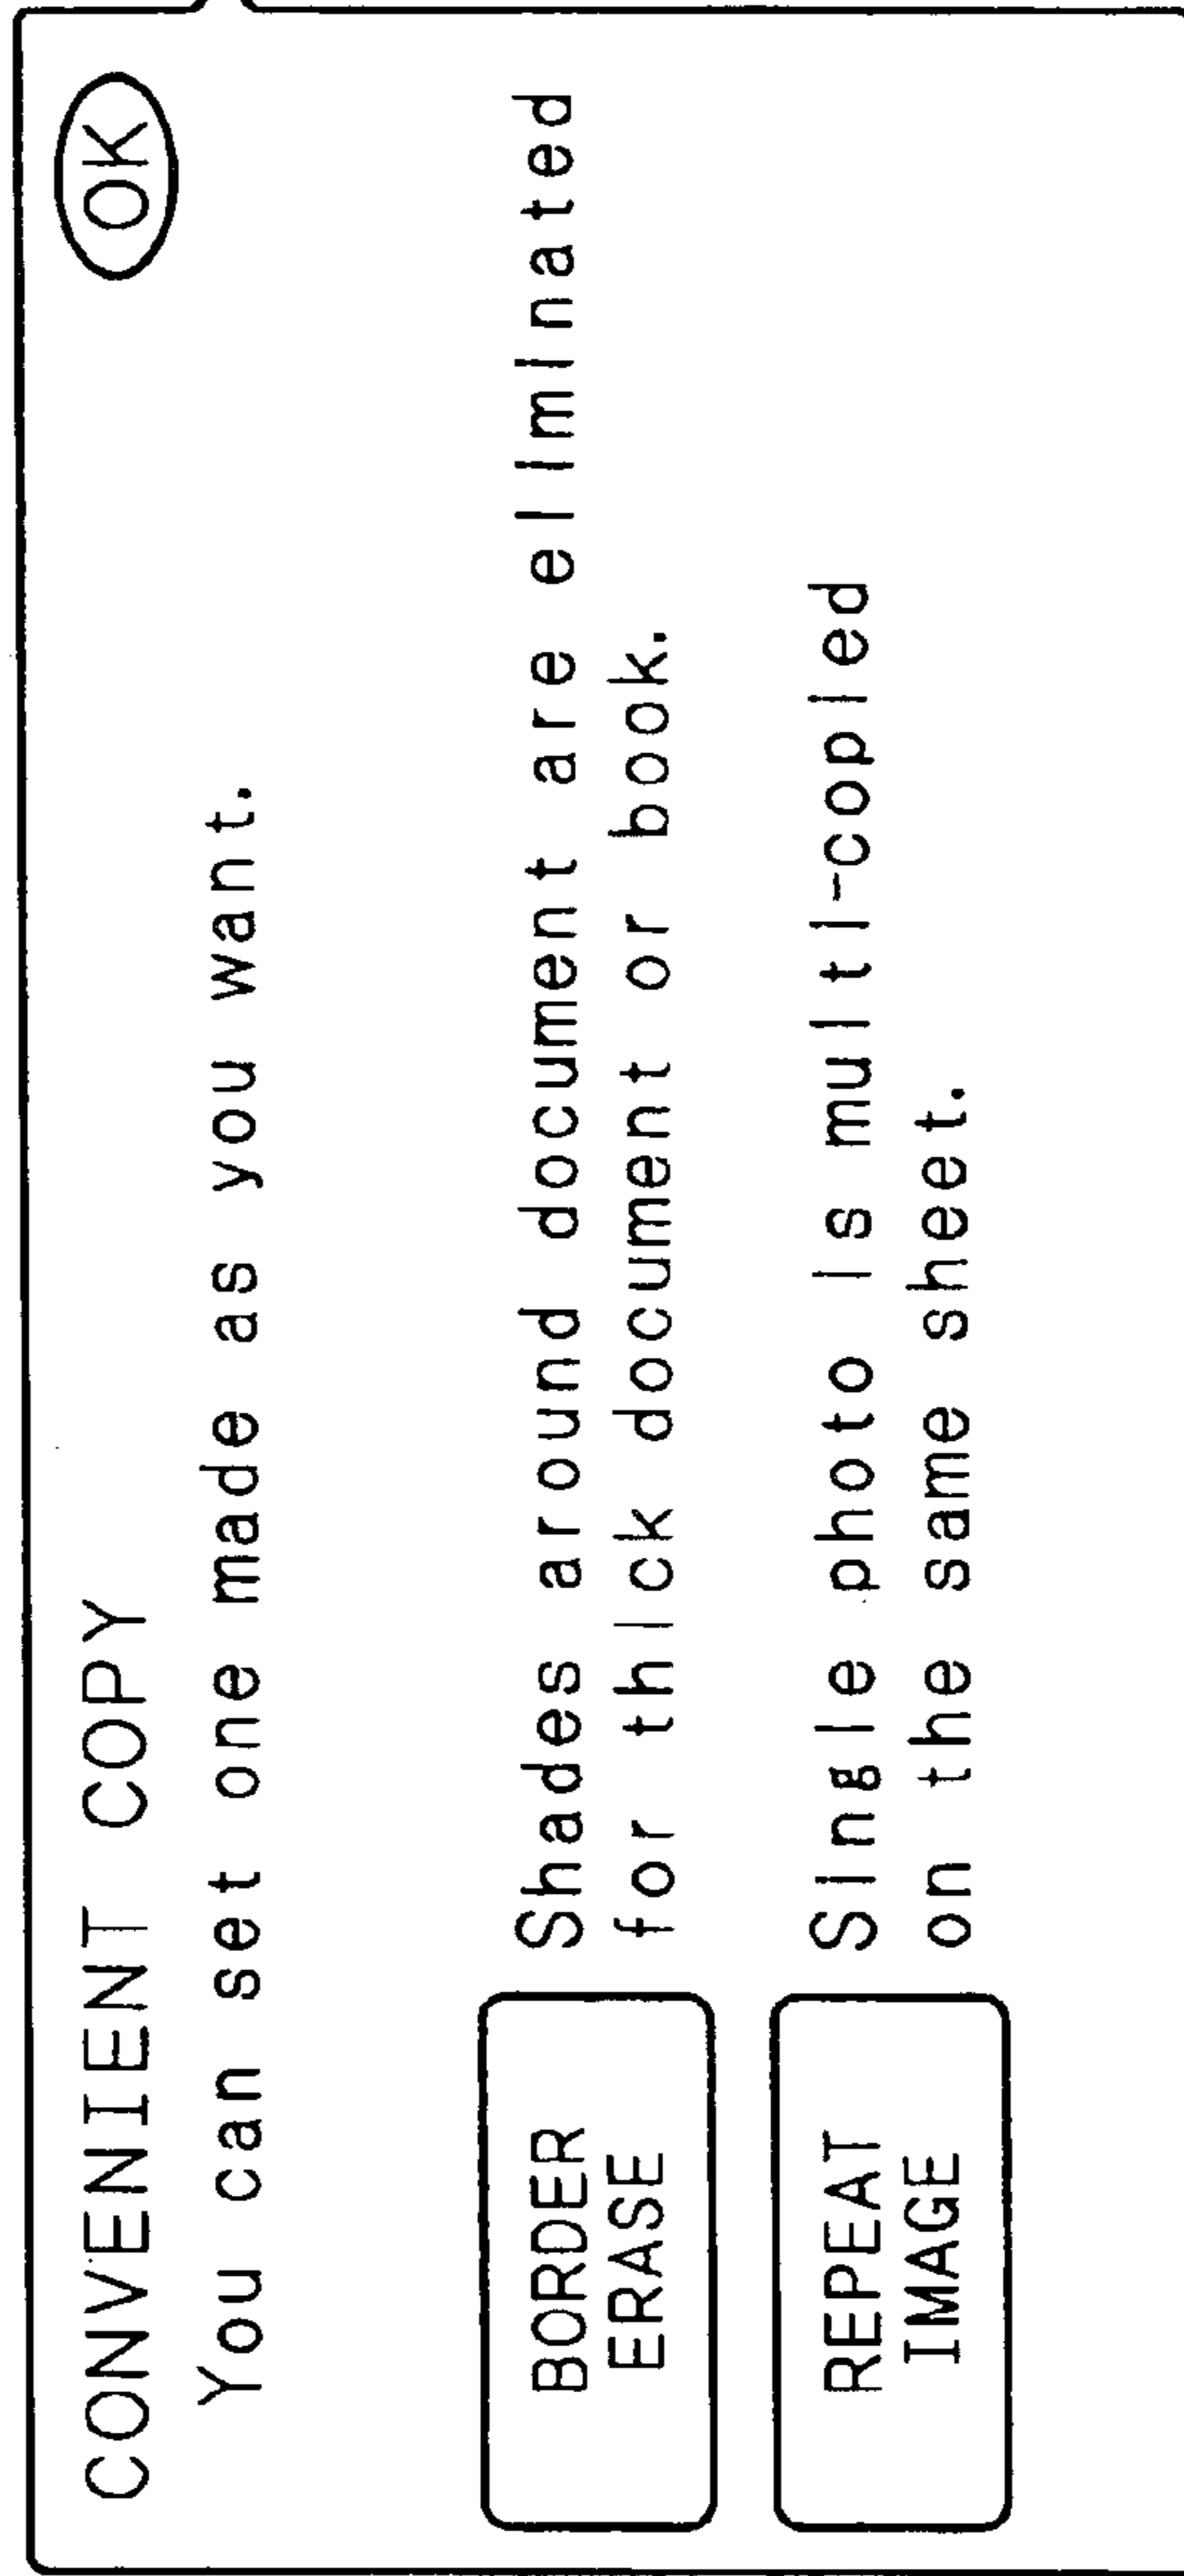 CONVENIENT COPY
OK
You can set one made as you want.
BORDER
ERASE
Shades around document are eliminated
for thick document or book.
REPEAT
IMAGE
Single photo is multi-copied
on the same sheet.